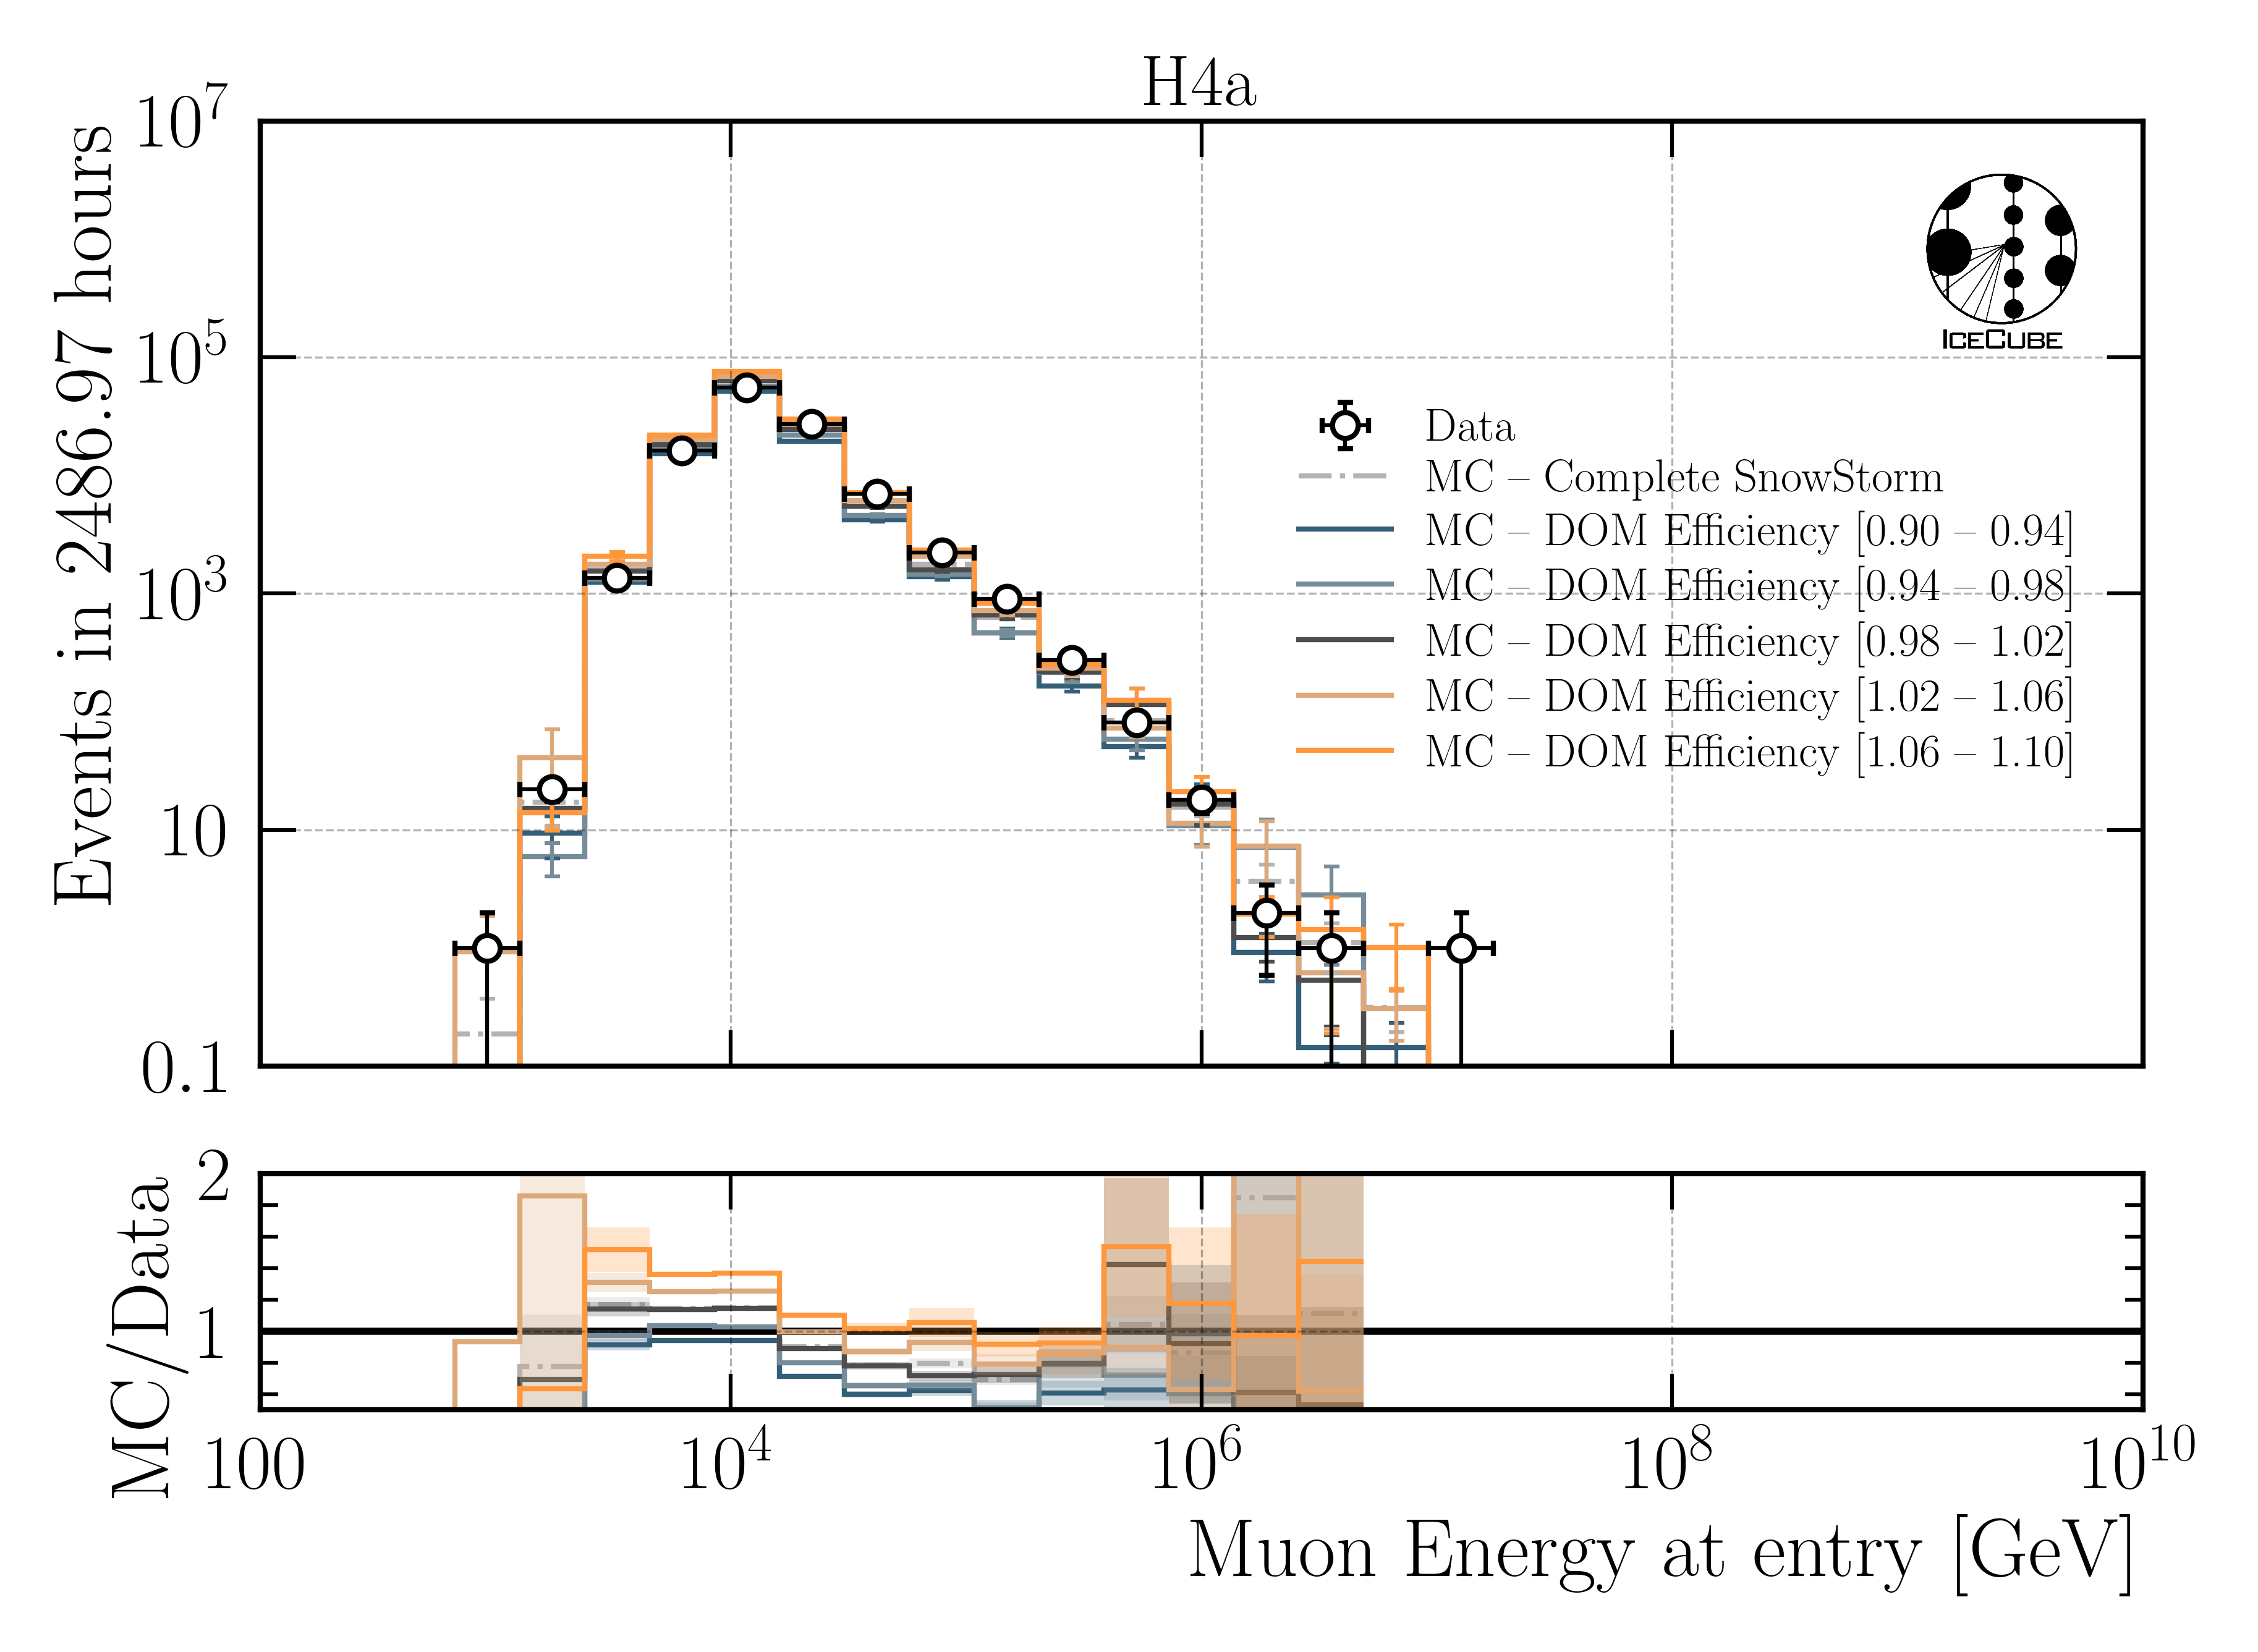 H4a
Events in 2486.97 hours
10^7
10^5
10^3
10
0.1
ICECUBE
Data
MC – Complete SnowStorm
MC – DOM Efficiency [0.90 – 0.94]
MC – DOM Efficiency [0.94 – 0.98]
MC – DOM Efficiency [0.98 – 1.02]
MC – DOM Efficiency [1.02 – 1.06]
MC – DOM Efficiency [1.06 – 1.10]
MC/Data
2
1
100 10^4 10^6 10^8 10^10
Muon Energy at entry [GeV]